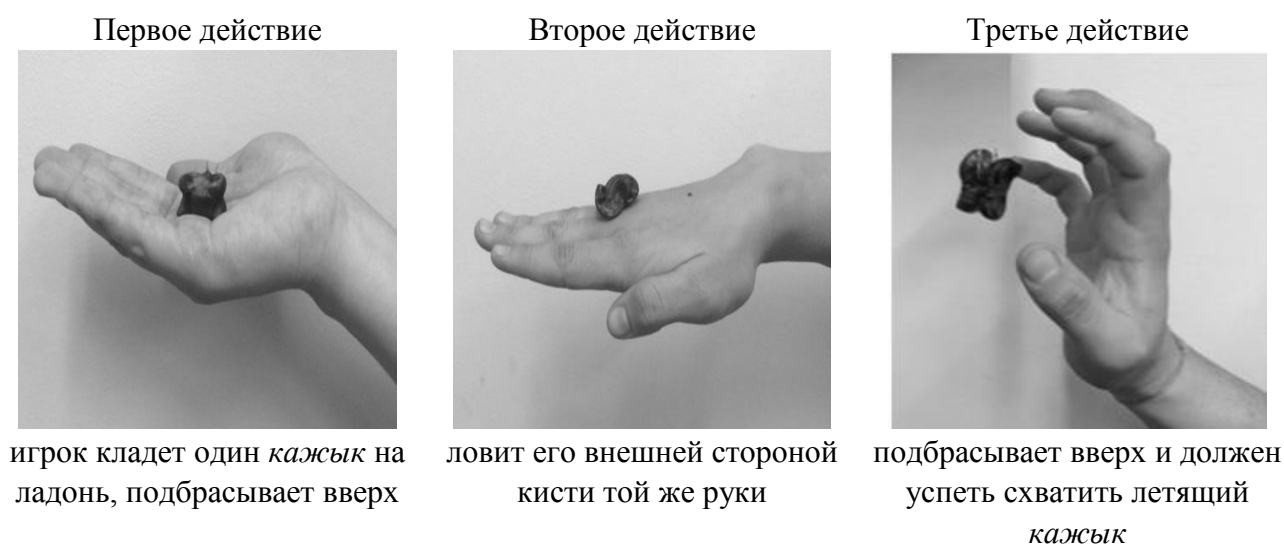 Первое действие
Второе действие
Третье действие
игрок кладет один кажык на
ладонь, подбрасывает вверх
ловит его внешней стороной
кисти той же руки
подбрасывает вверх и должен
успеть схватить летящий
кажык